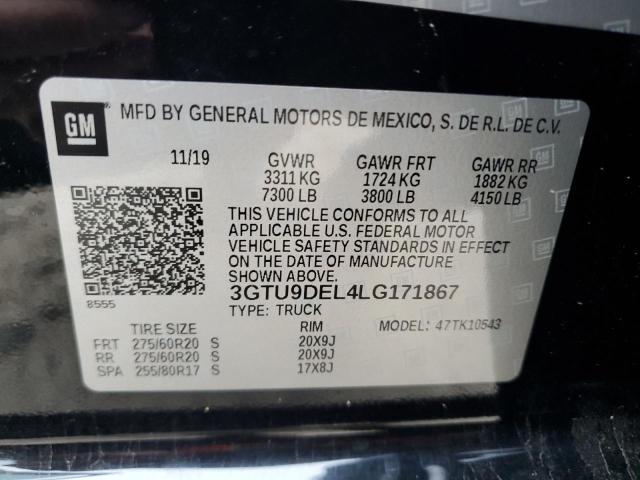 GM ® MFD BY GENERAL MOTORS DE MEXICO, S. DE R.L. DE C.V.
11/19 GVWR GAWR FRT GAWR RR
3311 KG 1724 KG 1882 KG
7300 LB 3800 LB 4150 LB
THIS VEHICLE CONFORMS TO ALL
APPLICABLE U.S. FEDERAL MOTOR
VEHICLE SAFETY STANDARDS IN EFFECT
ON THE DATE OF MANUFACTURE
SHOWN ABOVE.
8555 3GTU9DEL4LG171867
TYPE: TRUCK MODEL: 47TK10543
TIRE SIZE RIM
FRT 275/60R20 S 20X9J
RR 275/60R20 S 20X9J
SPA 255/80R17 S 17X8J